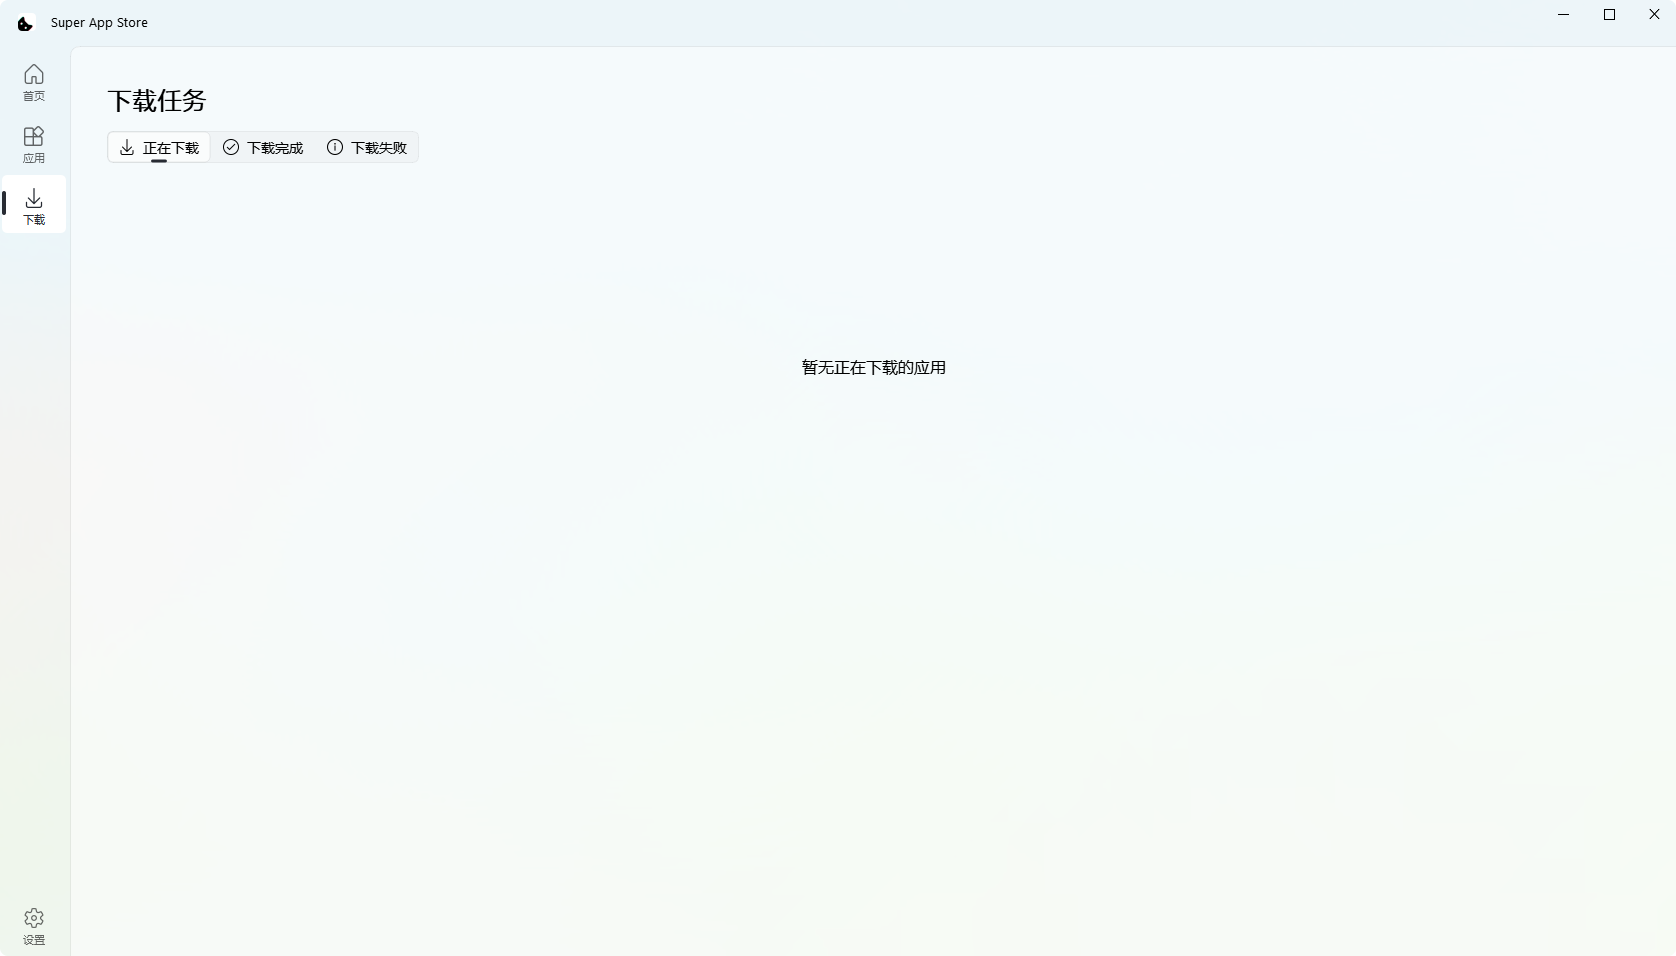 Super App Store
首页
应用
下载
设置
下载任务
正在下载
下载完成
下载失败
暂无正在下载的应用